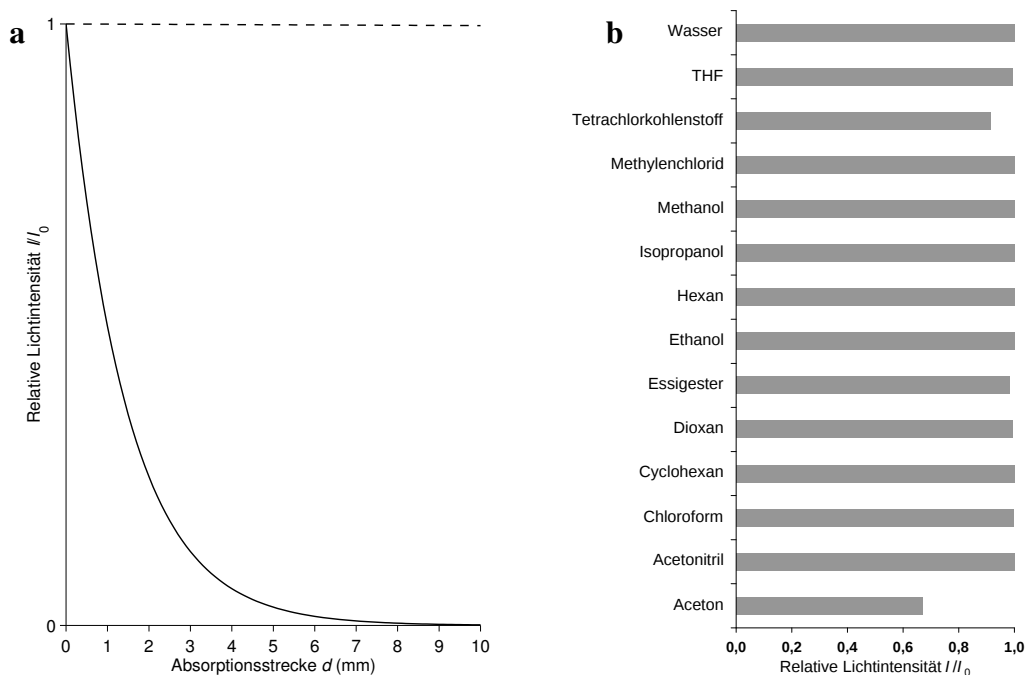 a
1
0
Relative Lichtintensität I/I0
0 1 2 3 4 5 6 7 8 9 10
Absorptionsstrecke d (mm)
b
Wasser
THF
Tetrachlorkohlenstoff
Methylenchlorid
Methanol
Isopropanol
Hexan
Ethanol
Essigester
Dioxan
Cyclohexan
Chloroform
Acetonitril
Aceton
0,0 0,2 0,4 0,6 0,8 1,0
Relative Lichtintensität I/I0